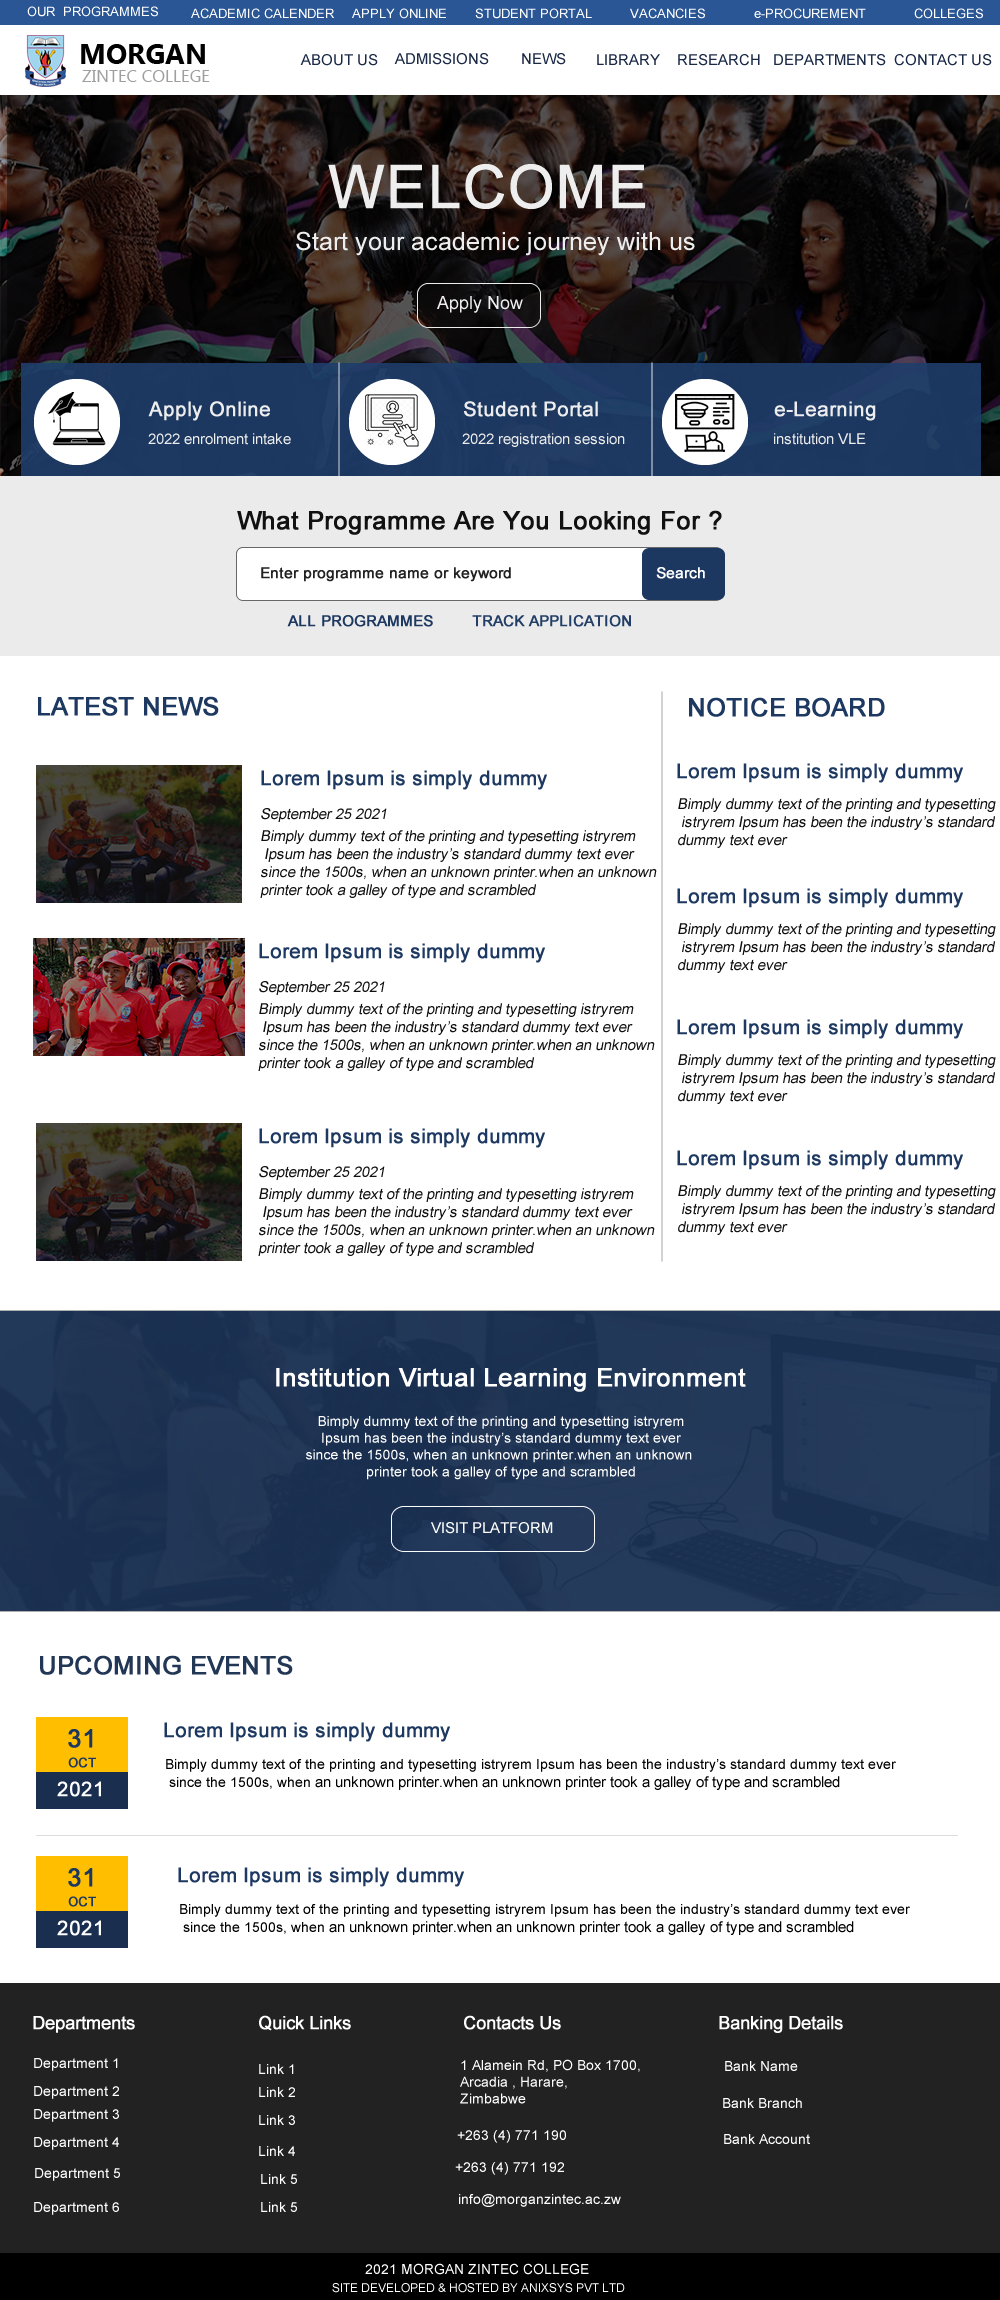 OUR PROGRAMMES ACADEMIC CALENDER APPLY ONLINE STUDENT PORTAL VACANCIES e-PROCUREMENT COLLEGES
MORGAN
ZINTEC COLLEGE
ABOUT US ADMISSIONS NEWS LIBRARY RESEARCH DEPARTMENTS CONTACT US
WELCOME
Start your academic journey with us
Apply Now
Apply Online
2022 enrolment intake
Student Portal
2022 registration session
e-Learning
institution VLE
What Programme Are You Looking For ?
Enter programme name or keyword
Search
ALL PROGRAMMES TRACK APPLICATION
LATEST NEWS
Lorem Ipsum is simply dummy
September 25 2021
Bimply dummy text of the printing and typesetting istryrem
Ipsum has been the industry's standard dummy text ever
since the 1500s, when an unknown printer.when an unknown
printer took a galley of type and scrambled
Lorem Ipsum is simply dummy
September 25 2021
Bimply dummy text of the printing and typesetting istryrem
Ipsum has been the industry's standard dummy text ever
since the 1500s, when an unknown printer.when an unknown
printer took a galley of type and scrambled
Lorem Ipsum is simply dummy
September 25 2021
Bimply dummy text of the printing and typesetting istryrem
Ipsum has been the industry's standard dummy text ever
since the 1500s, when an unknown printer.when an unknown
printer took a galley of type and scrambled
NOTICE BOARD
Lorem Ipsum is simply dummy
Bimply dummy text of the printing and typesetting
istryrem Ipsum has been the industry's standard
dummy text ever
Lorem Ipsum is simply dummy
Bimply dummy text of the printing and typesetting
istryrem Ipsum has been the industry's standard
dummy text ever
Lorem Ipsum is simply dummy
Bimply dummy text of the printing and typesetting
istryrem Ipsum has been the industry's standard
dummy text ever
Lorem Ipsum is simply dummy
Bimply dummy text of the printing and typesetting
istryrem Ipsum has been the industry's standard
dummy text ever
Institution Virtual Learning Environment
Bimply dummy text of the printing and typesetting istryrem
Ipsum has been the industry's standard dummy text ever
since the 1500s, when an unknown printer.when an unknown
printer took a galley of type and scrambled
VISIT PLATFORM
UPCOMING EVENTS
31
OCT
2021
Lorem Ipsum is simply dummy
Bimply dummy text of the printing and typesetting istryrem Ipsum has been the industry's standard dummy text ever
since the 1500s, when an unknown printer.when an unknown printer took a galley of type and scrambled
31
OCT
2021
Lorem Ipsum is simply dummy
Bimply dummy text of the printing and typesetting istryrem Ipsum has been the industry's standard dummy text ever
since the 1500s, when an unknown printer.when an unknown printer took a galley of type and scrambled
Departments
Department 1
Department 2
Department 3
Department 4
Department 5
Department 6
Quick Links
Link 1
Link 2
Link 3
Link 4
Link 5
Link 5
Contacts Us
1 Alamein Rd, PO Box 1700,
Arcadia , Harare,
Zimbabwe
+263 (4) 771 190
+263 (4) 771 192
info@morganzintec.ac.zw
Banking Details
Bank Name
Bank Branch
Bank Account
2021 MORGAN ZINTEC COLLEGE
SITE DEVELOPED & HOSTED BY ANIXSYS PVT LTD